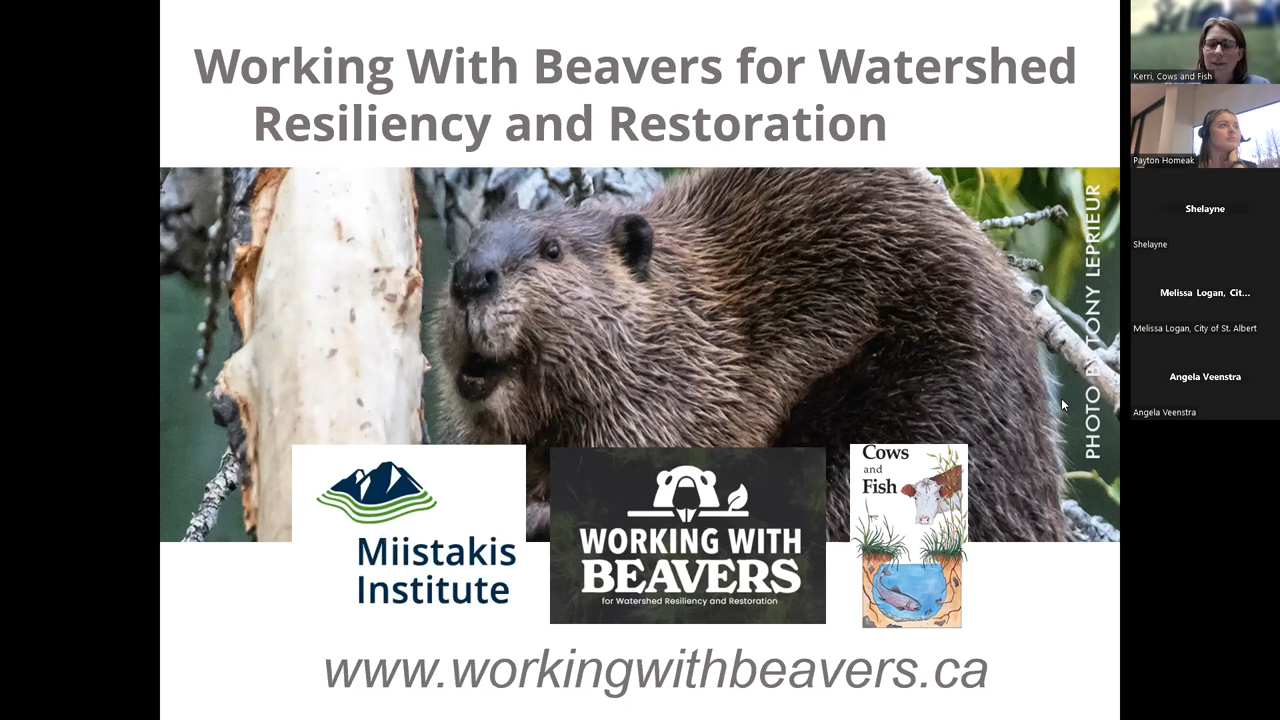 Working With Beavers for Watershed
Resiliency and Restoration
PHOTO BY TONY LEPRIEUR
Miistakis
Institute
WORKING WITH
BEAVERS
for Watershed Resiliency and Restoration
Cows
and
Fish
www.workingwithbeavers.ca
Kerri, Cows and Fish
Payton Homeak
Shelayne
Shelayne
Melissa Logan, Cit...
Melissa Logan, City of St. Albert
Angela Veenstra
Angela Veenstra